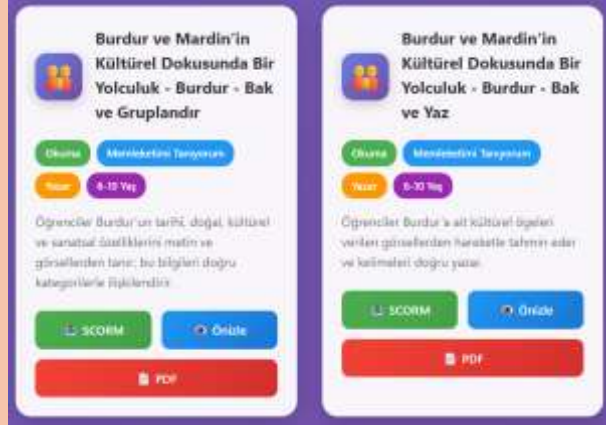 Burdur ve Mardin'in
Kültürel Dokusunda Bir
Yolculuk - Burdur - Bak
ve Gruplandır
Okuma
Memleketimi Tanıyorum
Yazar
6-10 Yaş
Öğrenciler Burdur'un tarihi, doğal, kültürel
ve sanatsal özelliklerini metin ve
görsellerden tanır; bu bilgileri doğru
kategorilerle ilişkilendirir.
SCORM
Önizle
PDF
Burdur ve Mardin'in
Kültürel Dokusunda Bir
Yolculuk - Burdur - Bak
ve Yaz
Okuma
Memleketimi Tanıyorum
Yazar
6-10 Yaş
Öğrenciler Burdur'a ait kültürel ögeleri
verilen görsellerden hareketle tahmin eder
ve kelimeleri doğru yazar.
SCORM
Önizle
PDF